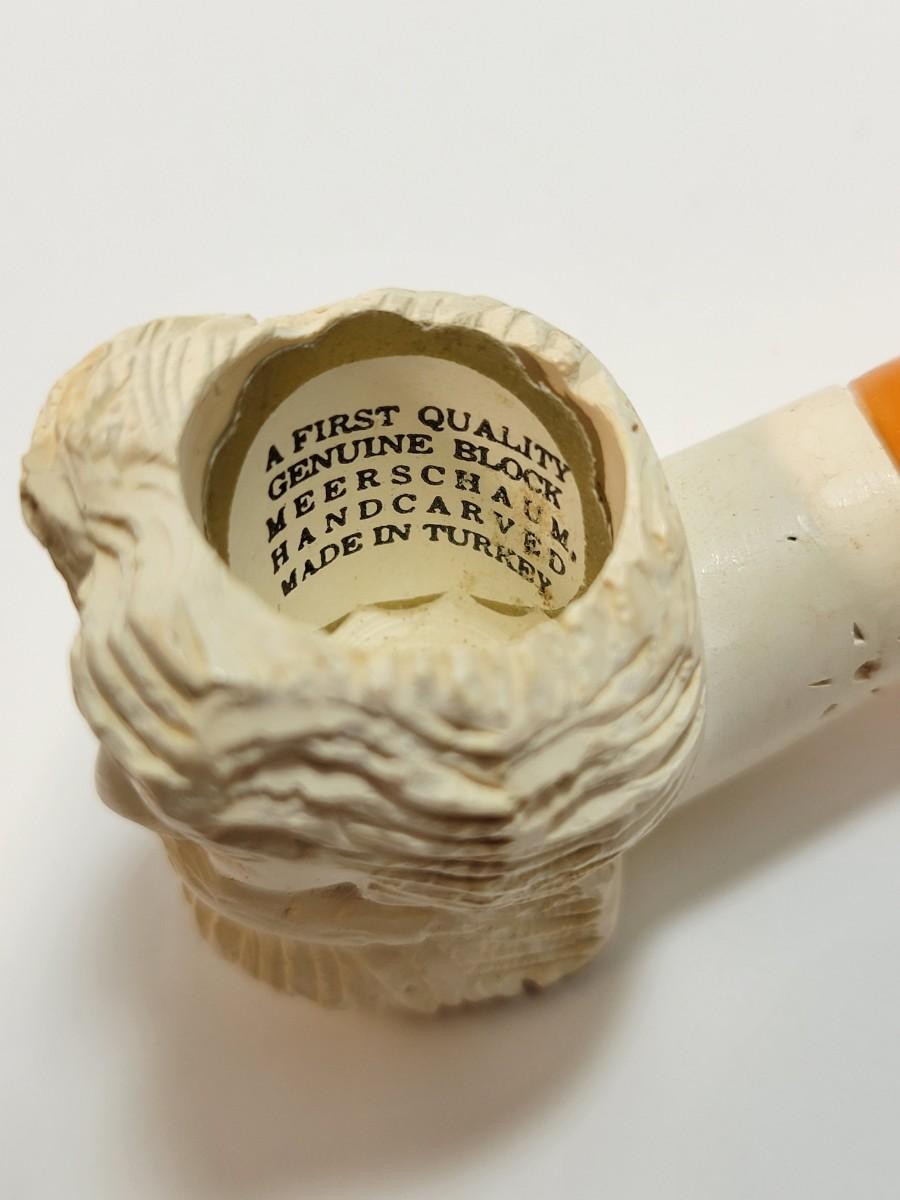 A FIRST QUALITY
GENUINE BLOCK
MEERSCHAUM.
HANDCARVED
MADE IN TURKEY